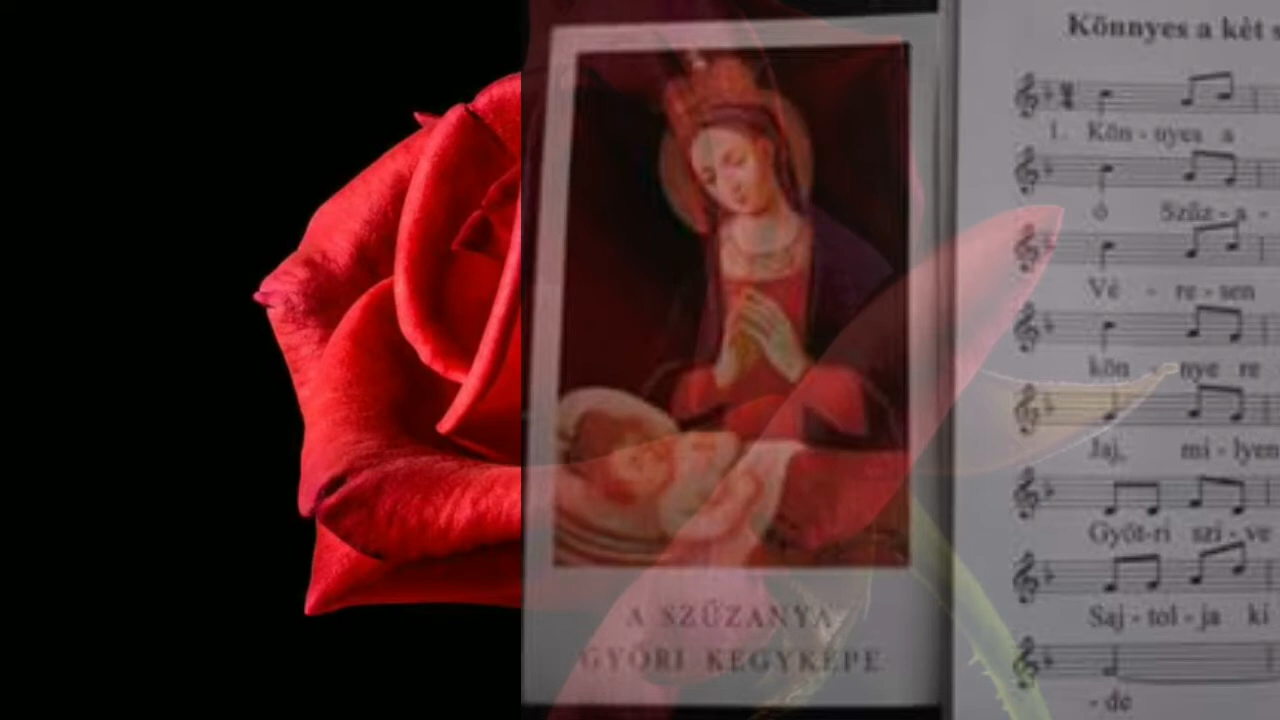 A SZŰZANYA
GYŐRI KEGYKÉPE
Könnyes a két s
1. Kön - nyes a
ó Szűz - a -
Vé - re - sen
kön - nye re
Jaj, mi - lyen
Gyöt-ri szí - ve
Saj - tol - ja ki
- de